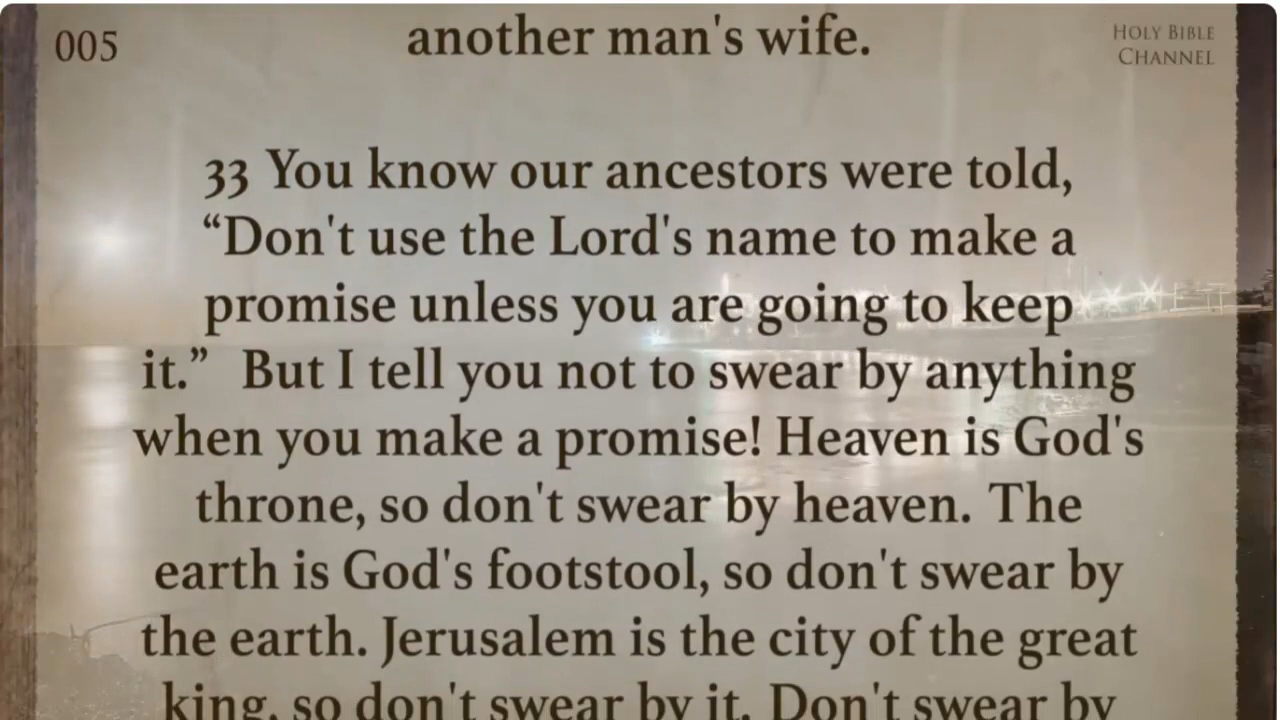 005
another man's wife.
HOLY BIBLE
CHANNEL
33 You know our ancestors were told,
“Don't use the Lord's name to make a
promise unless you are going to keep
it.” But I tell you not to swear by anything
when you make a promise! Heaven is God's
throne, so don't swear by heaven. The
earth is God's footstool, so don't swear by
the earth. Jerusalem is the city of the great
king, so don't swear by it. Don't swear by